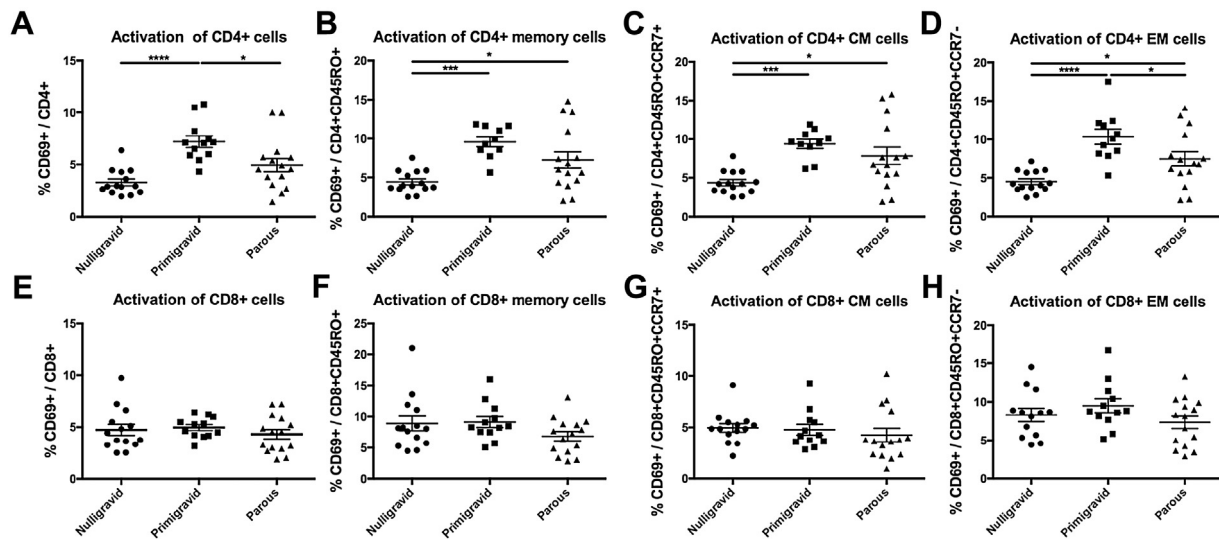 A
Activation of CD4+ cells
% CD69+ / CD4+
15
10
5
0
****
*
Nulligravid
Primigravid
Parous
B
Activation of CD4+ memory cells
% CD69+ / CD4+CD45RO+
20
15
10
5
0
*
***
Nulligravid
Primigravid
Parous
C
Activation of CD4+ CM cells
% CD69+ / CD4+CD45RO+CCR7+
20
15
10
5
0
*
***
Nulligravid
Primigravid
Parous
D
Activation of CD4+ EM cells
% CD69+ / CD4+CD45RO+CCR7-
20
15
10
5
0
*
****
*
Nulligravid
Primigravid
Parous
E
Activation of CD8+ cells
% CD69+ / CD8+
15
10
5
0
Nulligravid
Primigravid
Parous
F
Activation of CD8+ memory cells
% CD69+ / CD8+CD45RO+
25
20
15
10
5
0
Nulligravid
Primigravid
Parous
G
Activation of CD8+ CM cells
% CD69+ / CD8+CD45RO+CCR7+
15
10
5
0
Nulligravid
Primigravid
Parous
H
Activation of CD8+ EM cells
% CD69+ / CD8+CD45RO+CCR7-
20
15
10
5
0
Nulligravid
Primigravid
Parous